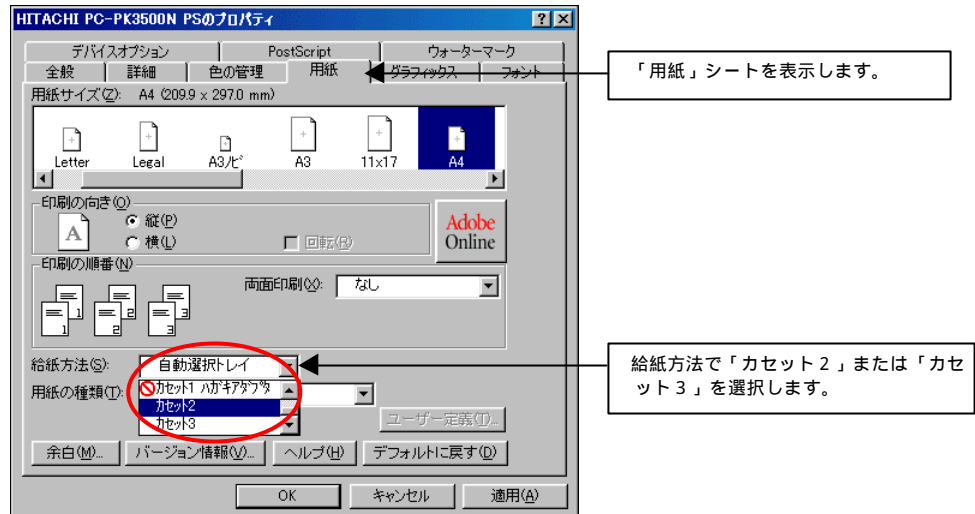 HITACHI PC-PK3500N PSのプロパティ
デバイスオプション PostScript ウォーターマーク
全般 詳細 色の管理 用紙 グラフィックス フォント
「用紙」シートを表示します。
用紙サイズ(Z): A4 (209.9 x 297.0 mm)
Letter Legal A3ﾉﾋﾞ A3 11x17 A4
印刷の向き(O)
A
縦(P)
横(L)
回転(R)
Adobe
Online
印刷の順番(N)
1 1 2 2 3 3
両面印刷(X): なし
給紙方法(S): 自動選択トレイ
給紙方法で「カセット２」または「カセ
ット３」を選択します。
用紙の種類(T):
カセット1 ハガキアダプタ
カセット2
カセット3
ユーザー定義(I)...
余白(M)... バージョン情報(V)... ヘルプ(H) デフォルトに戻す(D)
OK キャンセル 適用(A)